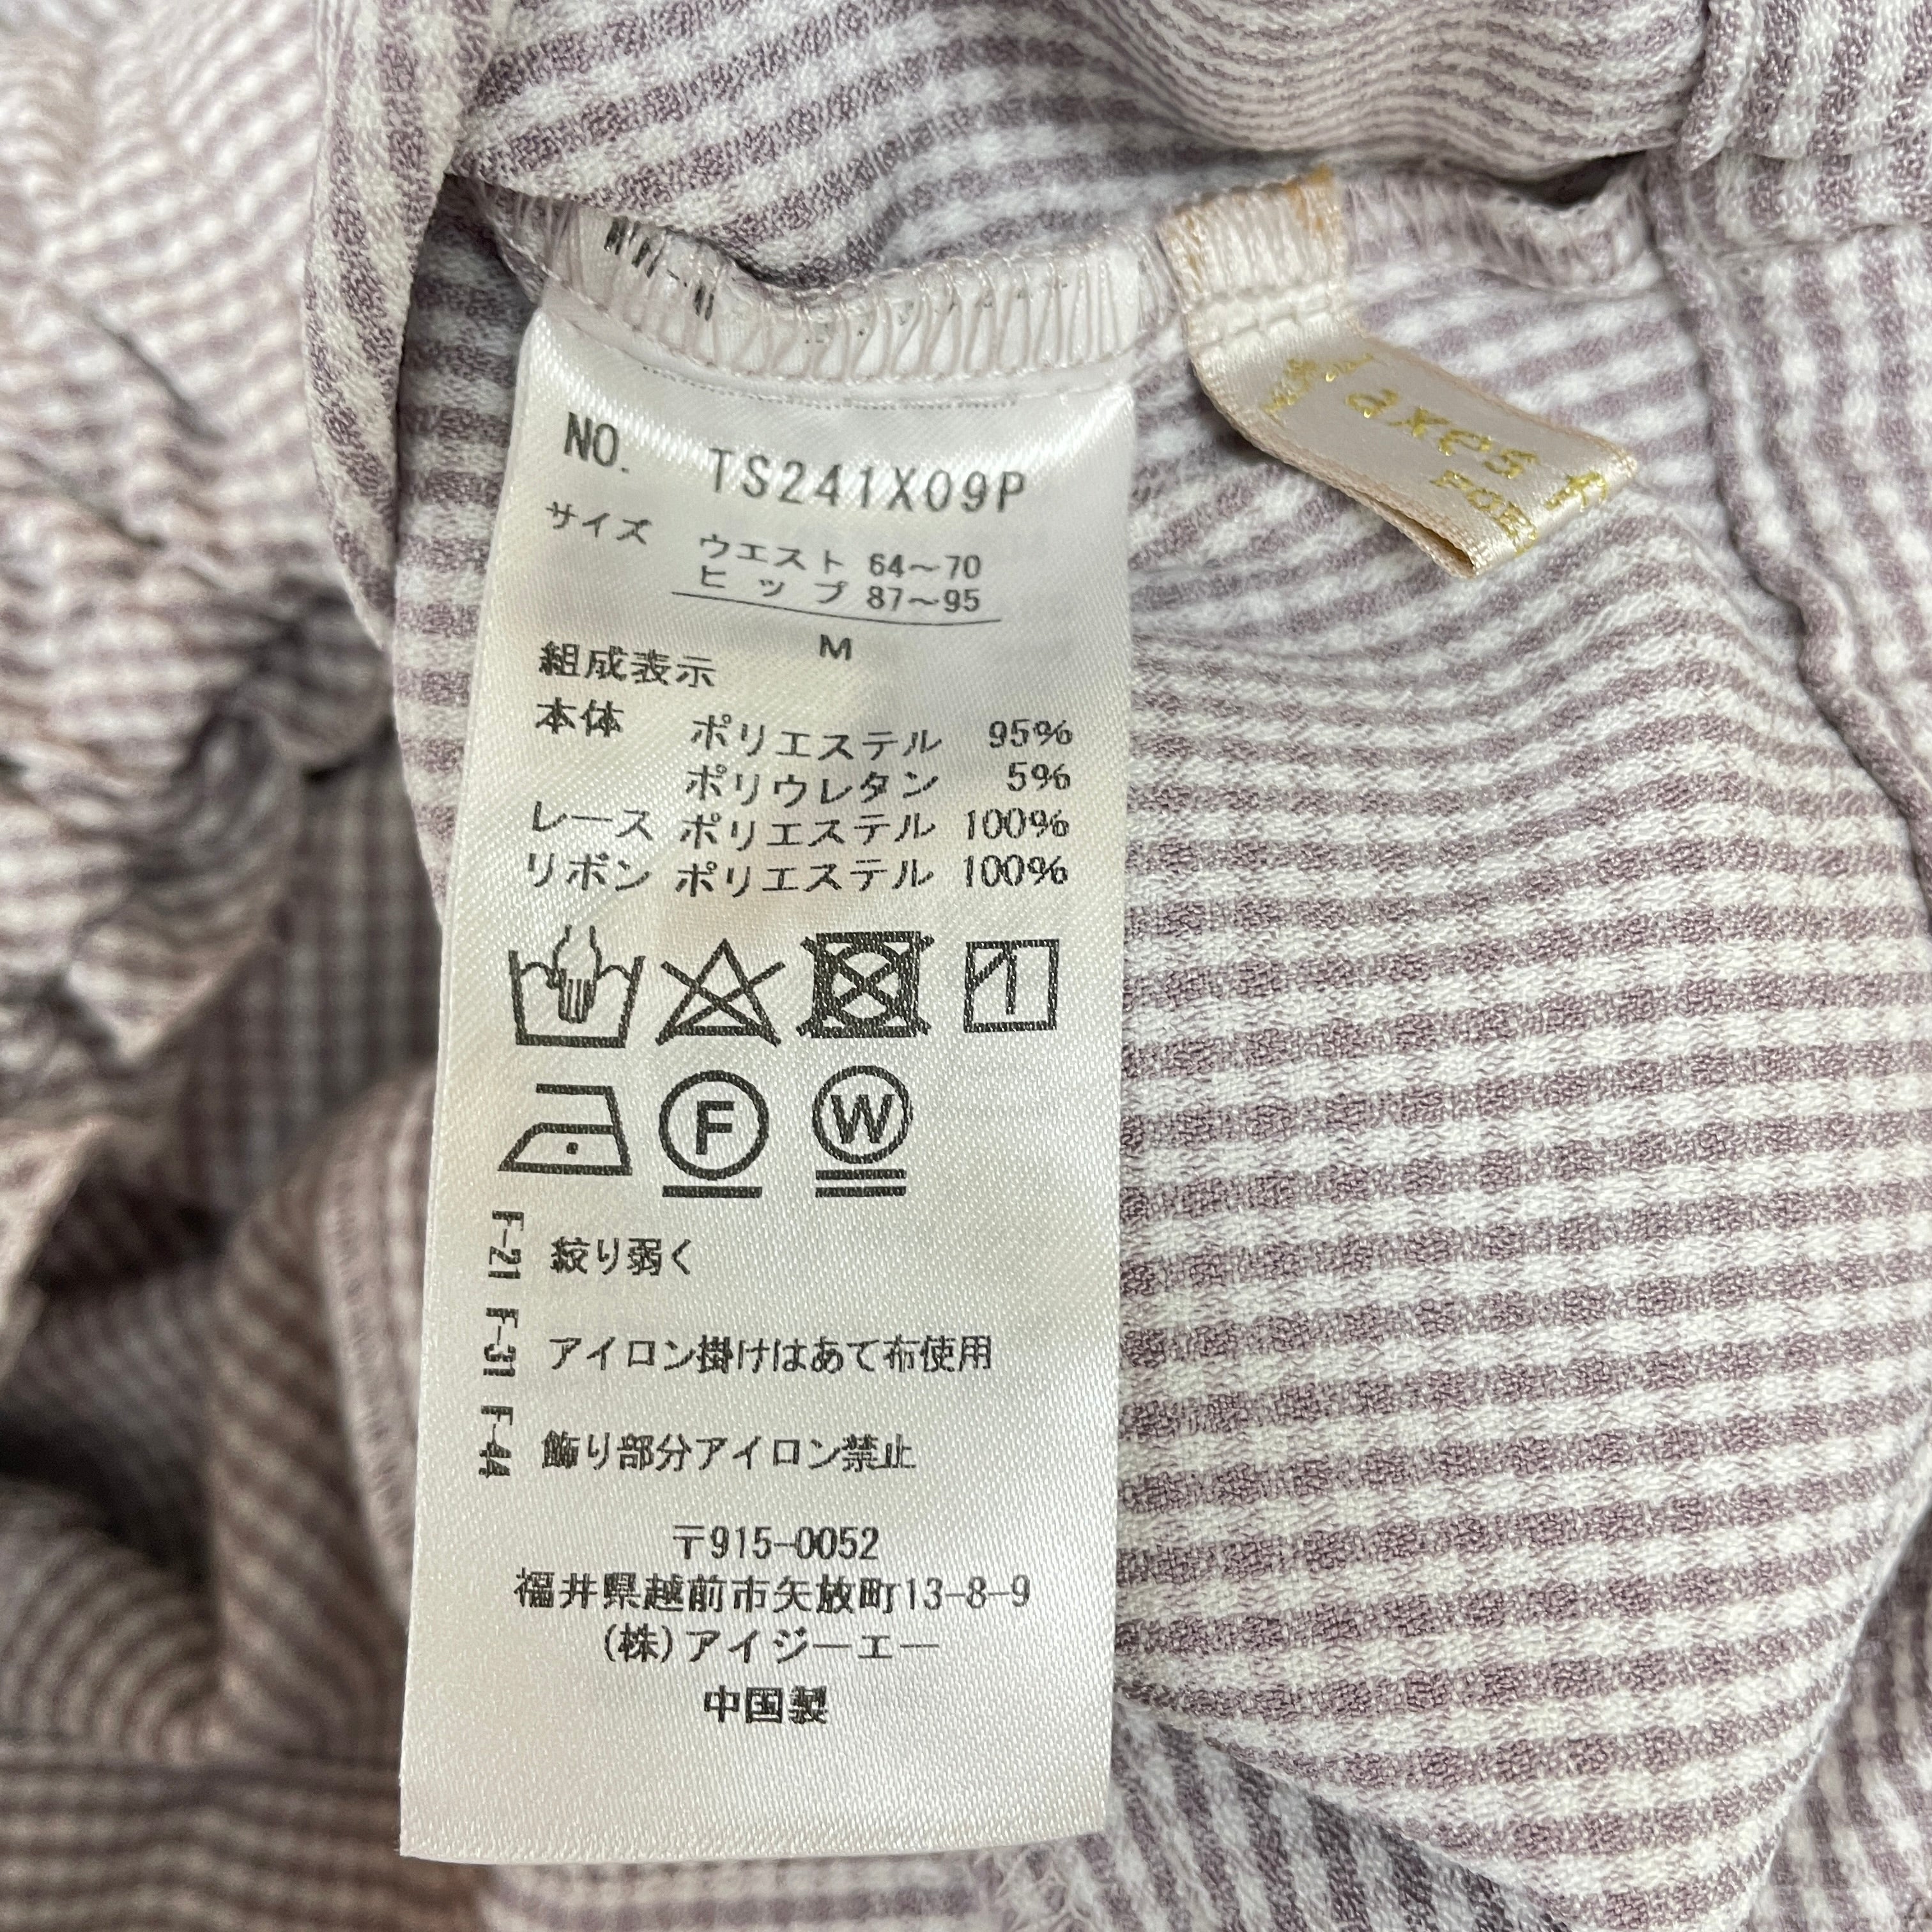 NO. TS241X09P
サイズ ウエスト 64～70
ヒップ 87～95
M
組成表示
本体 ポリエステル 95%
ポリウレタン 5%
レース ポリエステル 100%
リボン ポリエステル 100%
F
W
F-21 絞り弱く
F-31 アイロン掛けはあて布使用
F-44 飾り部分アイロン禁止
〒915-0052
福井県越前市矢放町13-8-9
(株)アイジーエー
中国製
axes